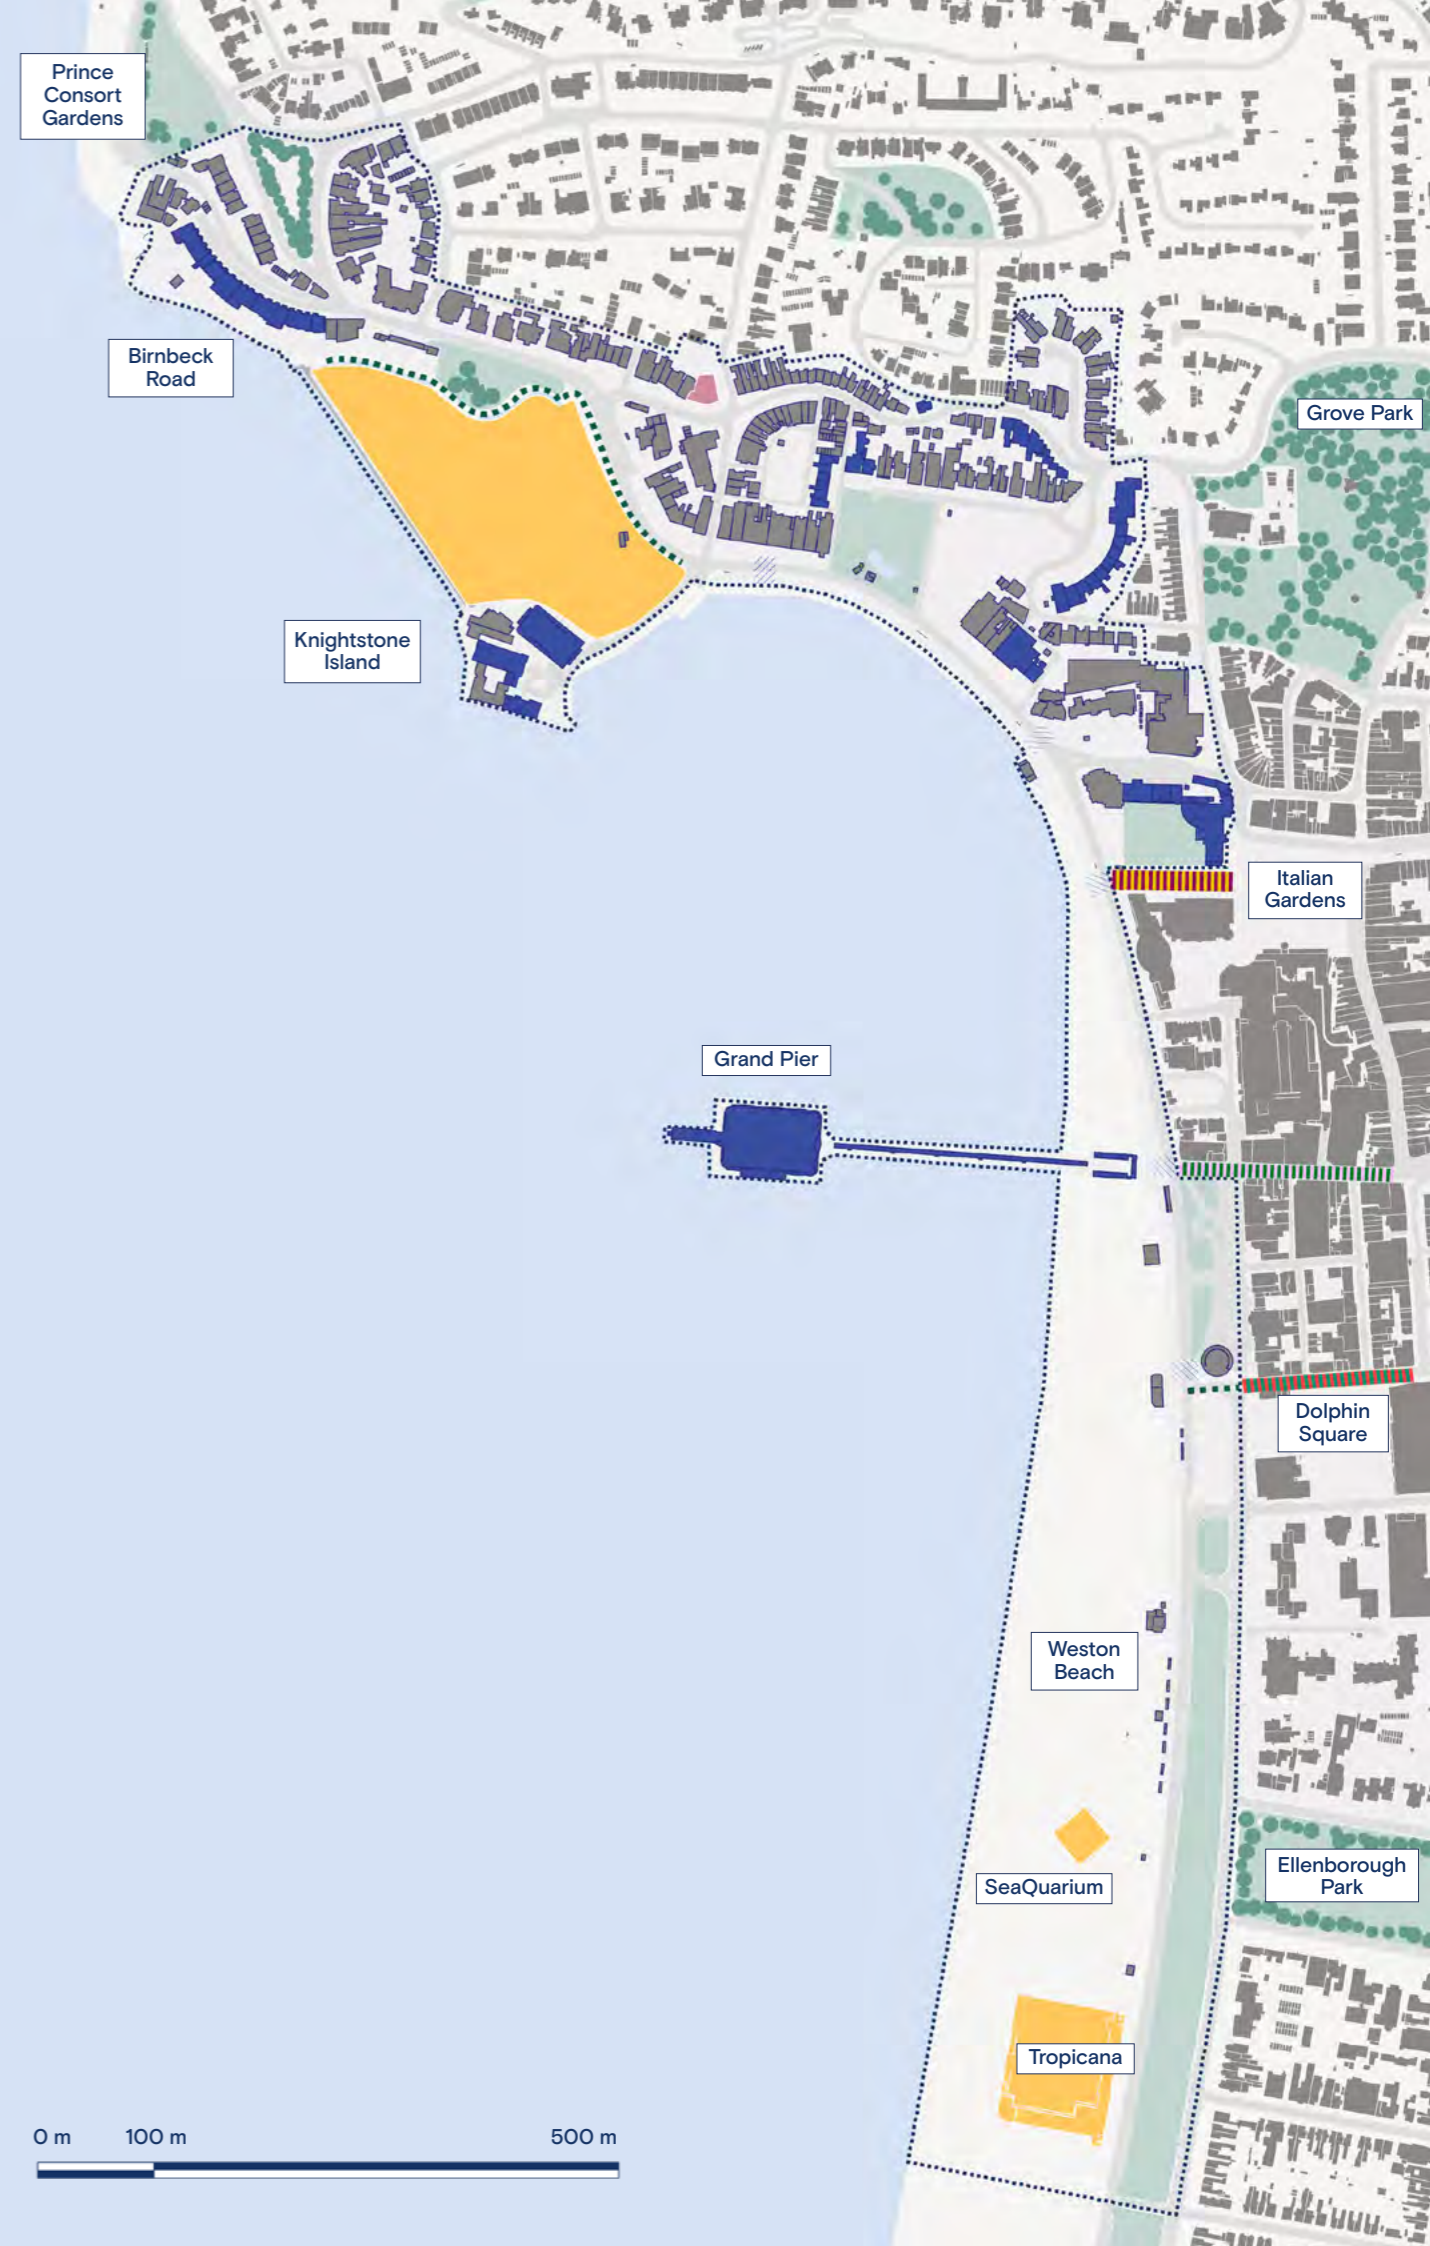 Prince
Consort
Gardens
Birnbeck
Road
Grove Park
Knightstone
Island
Italian
Gardens
Grand Pier
Dolphin
Square
Weston
Beach
SeaQuarium
Ellenborough
Park
Tropicana
0 m 100 m 500 m